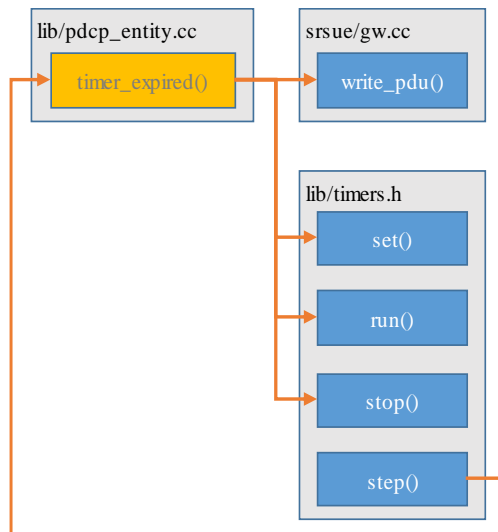 lib/pdcp_entity.cc
timer_expired()
srsue/gw.cc
write_pdu()
lib/timers.h
set()
run()
stop()
step()